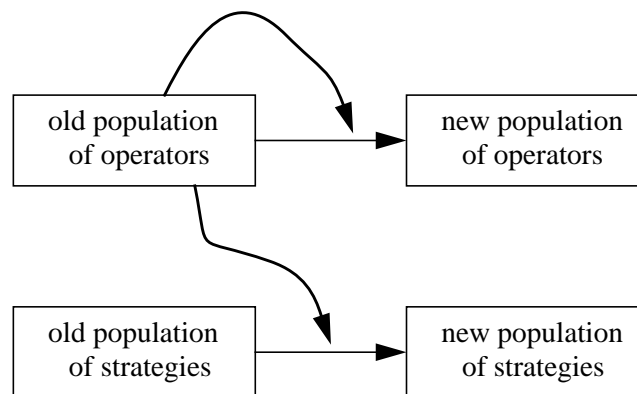 old population
of operators
new population
of operators
old population
of strategies
new population
of strategies